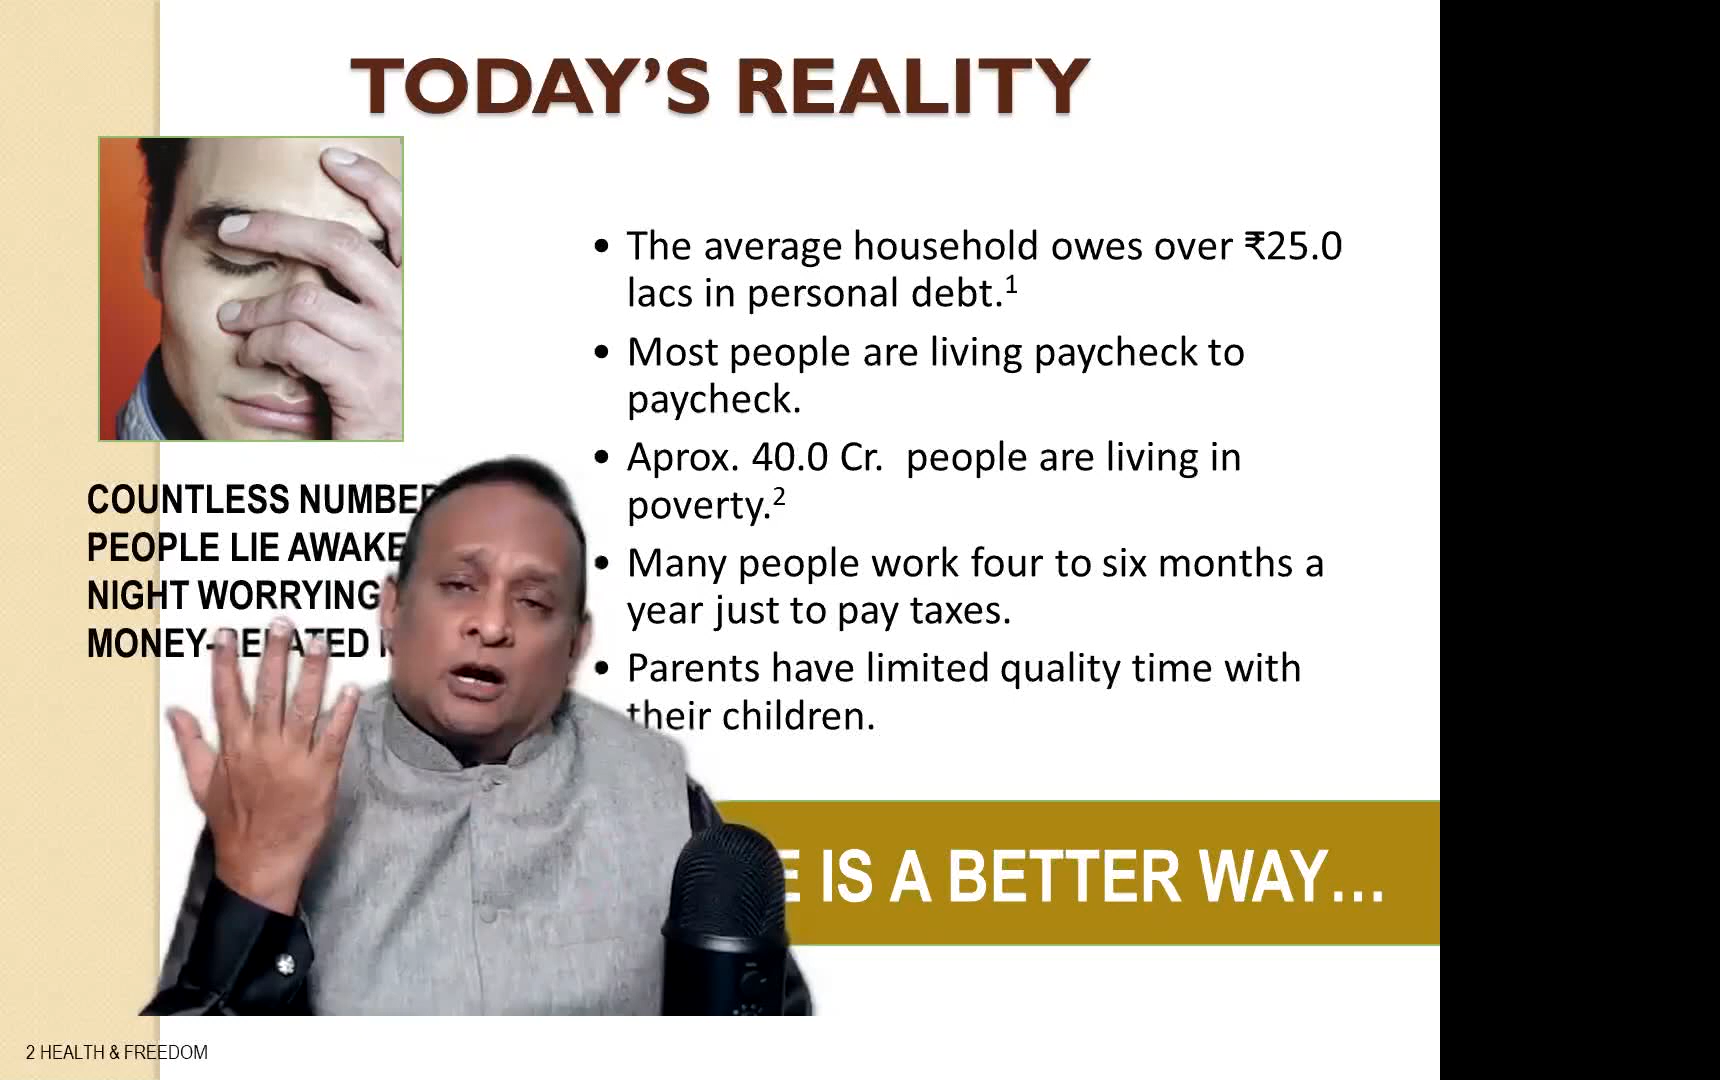 TODAY’S REALITY
COUNTLESS NUMBER
PEOPLE LIE AWAKE
NIGHT WORRYING
MONEY-RELATED
• The average household owes over ₹25.0
lacs in personal debt.¹
• Most people are living paycheck to
paycheck.
• Aprox. 40.0 Cr. people are living in
poverty.²
• Many people work four to six months a
year just to pay taxes.
• Parents have limited quality time with
their children.
IS A BETTER WAY…
2 HEALTH & FREEDOM